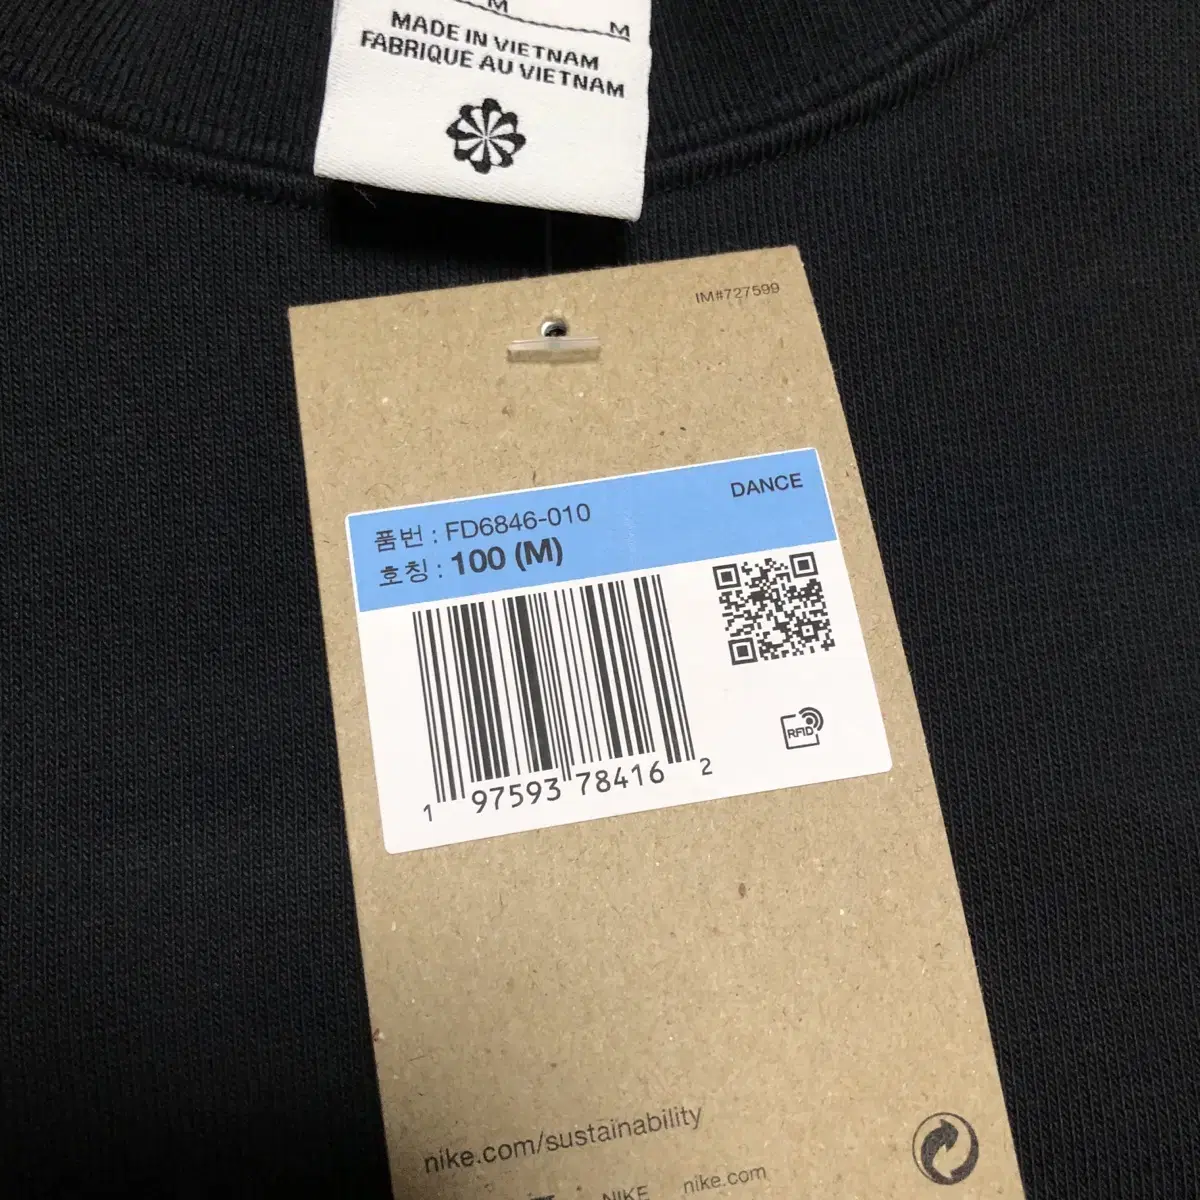 M M
MADE IN VIETNAM
FABRIQUE AU VIETNAM
IM#727599
DANCE
품번 : FD6846-010
호칭 : 100 (M)
RFID
1 97593 78416 2
nike.com/sustainability
NIKE nike.com